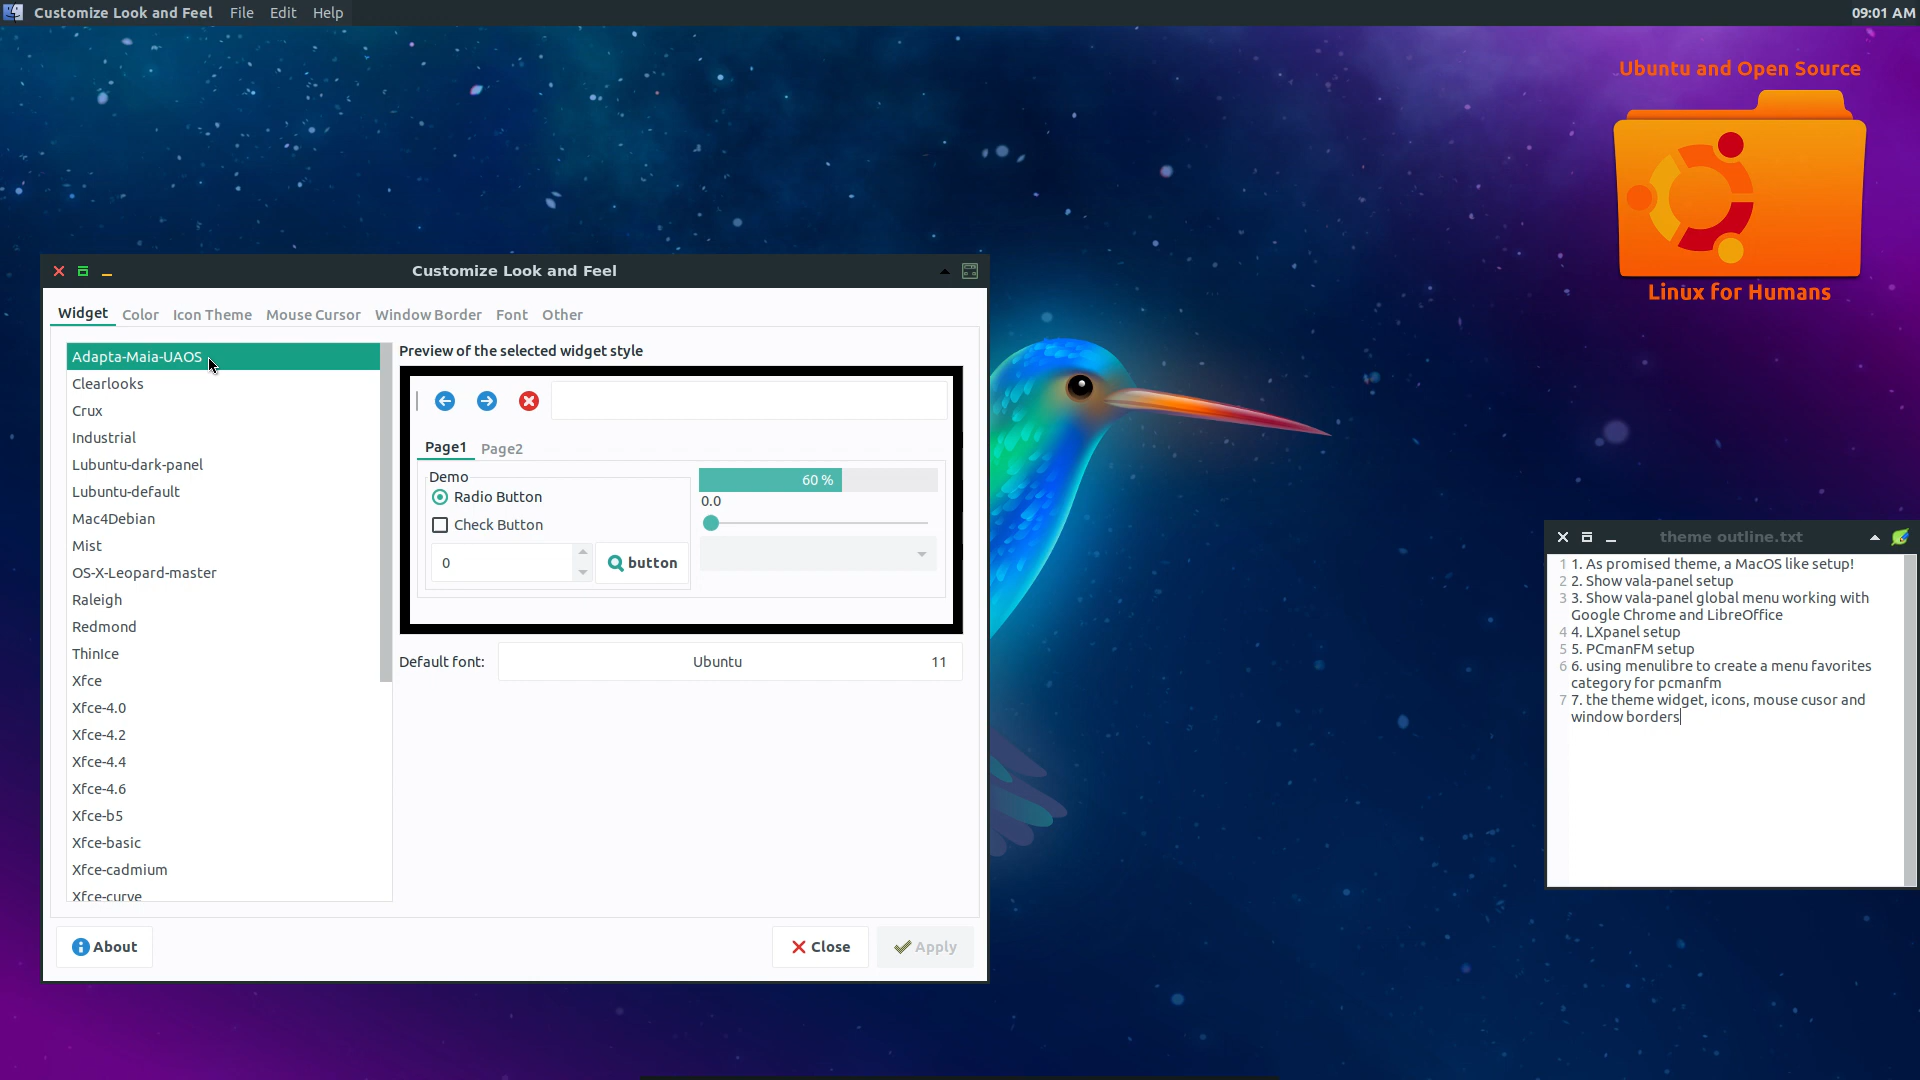 Customize Look and Feel File Edit Help 09:01 AM
Ubuntu and Open Source
Linux for Humans
Customize Look and Feel
Widget Color Icon Theme Mouse Cursor Window Border Font Other
Adapta-Maia-UAOS
Clearlooks
Crux
Industrial
Lubuntu-dark-panel
Lubuntu-default
Mac4Debian
Mist
OS-X-Leopard-master
Raleigh
Redmond
ThinIce
Xfce
Xfce-4.0
Xfce-4.2
Xfce-4.4
Xfce-4.6
Xfce-b5
Xfce-basic
Xfce-cadmium
Xfce-curve
Preview of the selected widget style
Page1 Page2
Demo
Radio Button
Check Button
0 button
60 %
0.0
Default font: Ubuntu 11
About Close Apply
theme outline.txt
1 1. As promised theme, a MacOS like setup!
2 2. Show vala-panel setup
3 3. Show vala-panel global menu working with
Google Chrome and LibreOffice
4 4. LXpanel setup
5 5. PCmanFM setup
6 6. using menulibre to create a menu favorites
category for pcmanfm
7 7. the theme widget, icons, mouse cusor and
window borders